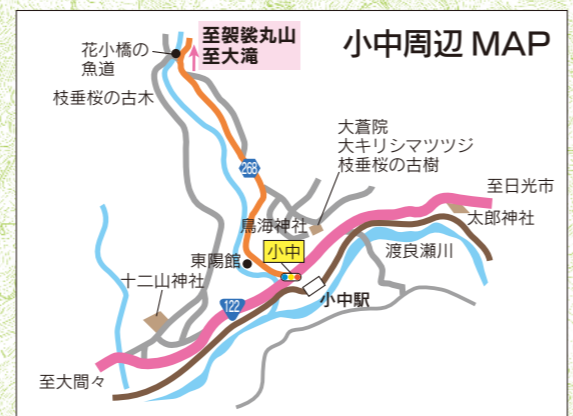 小中周辺 MAP
至袈裟丸山
至大滝
花小橋の
魚道
枝垂桜の古木
大蒼院
大キリシマツツジ
枝垂桜の古樹
268
至日光市
鳥海神社
太郎神社
小中
渡良瀬川
東陽館
十二山神社
小中駅
122
至大間々